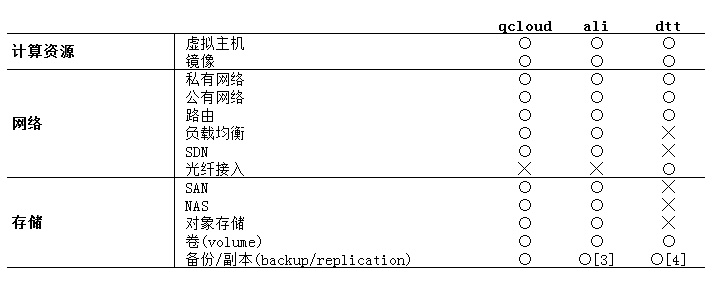 qcloud ali dtt
计算资源 虚拟主机 ○ ○ ○
镜像 ○ ○ ○
网络 私有网络 ○ ○ ○
公有网络 ○ ○ ○
路由 ○ ○ ○
负载均衡 ○ ○ ×
SDN ○ ○ ×
光纤接入 × × ○
存储 SAN ○ ○ ×
NAS ○ ○ ×
对象存储 ○ ○ ×
卷(volume) ○ ○ ○
备份/副本(backup/replication) ○ ○[3] ○[4]